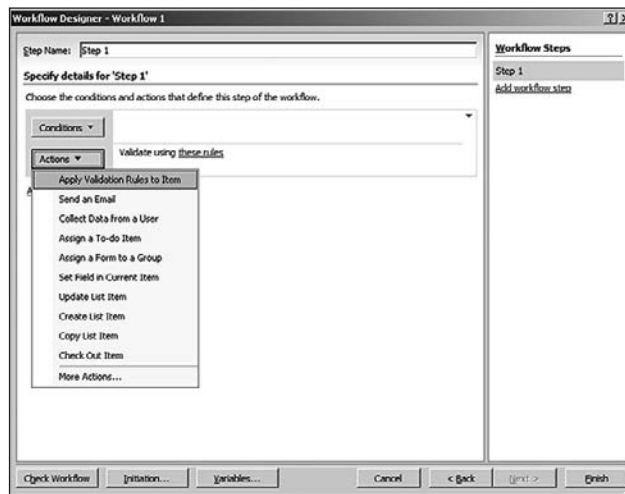 Workflow Designer - Workflow 1
Step Name: Step 1
Specify details for 'Step 1'
Choose the conditions and actions that define this step of the workflow.
Conditions
Actions
Validate using these rules
Apply Validation Rules to Item
Send an Email
Collect Data from a User
Assign a To-do Item
Assign a Form to a Group
Set Field in Current Item
Update List Item
Create List Item
Copy List Item
Check Out Item
More Actions...
Workflow Steps
Step 1
Add workflow step
Check Workflow
Initiation...
Variables...
Cancel
< Back
Next >
Finish